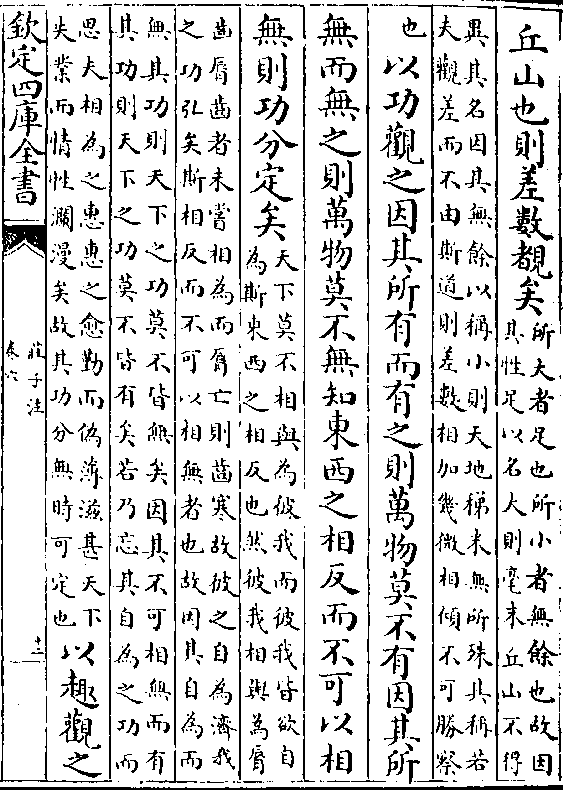 丘山也則差數覩矣所大者足也所小者無餘也故因
其性足以名大則毫末丘山不得
異其名因其無餘以稱小則天地稊米無所殊其稱若
夫觀差而不由斯道則差數相加幾微相傾不可勝察
也以功觀之因其所有而有之則萬物莫不有因其所
無而無之則萬物莫不無知東西之相反而不可以相
無則功分定矣天下莫不相與為彼我而彼我皆欲自
為斯東西之相反也然彼我相與為脣
齒脣齒者未嘗相為而脣亡則齒寒故彼之自為濟我
之功弘矣斯相反而不可以相無者也故因其自為而
無其功則天下之功莫不皆無矣因其不可相無而有
其功則天下之功莫不皆有矣若乃忘其自為之功而
思夫相為之惠惠之愈勤而偽薄滋甚天下
失業而情性瀾漫矣故其功分無時可定也以趣觀之
欽定四庫全書
莊子注
卷六
十二